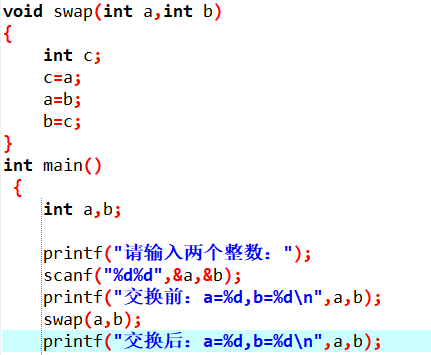 void swap(int a,int b)
{
int c;
c=a;
a=b;
b=c;
}
int main()
{
int a,b;
printf("请输入两个整数：");
scanf("%d%d",&a,&b);
printf("交换前：a=%d,b=%d\n",a,b);
swap(a,b);
printf("交换后：a=%d,b=%d\n",a,b);